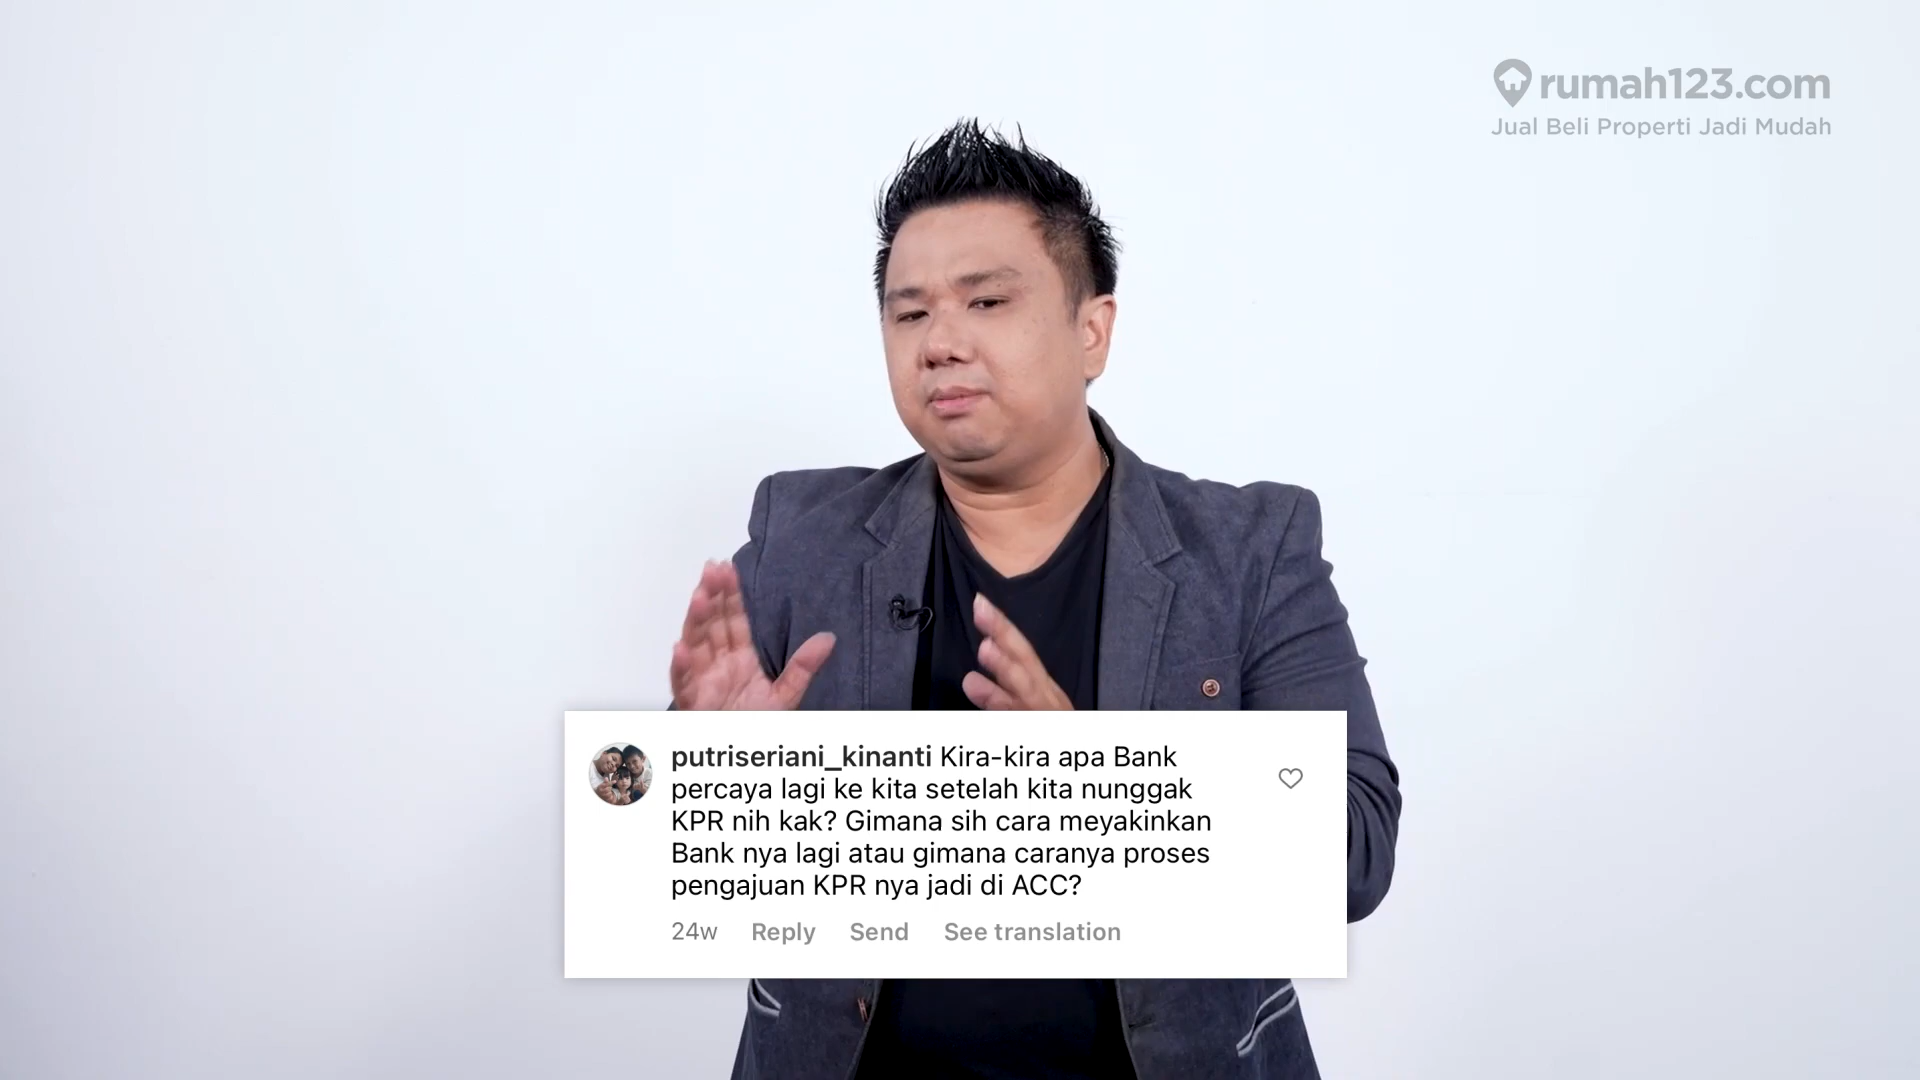 rumah123.com
Jual Beli Properti Jadi Mudah
putriseriani_kinanti Kira-kira apa Bank
percaya lagi ke kita setelah kita nunggak
KPR nih kak? Gimana sih cara meyakinkan
Bank nya lagi atau gimana caranya proses
pengajuan KPR nya jadi di ACC?
24w Reply Send See translation